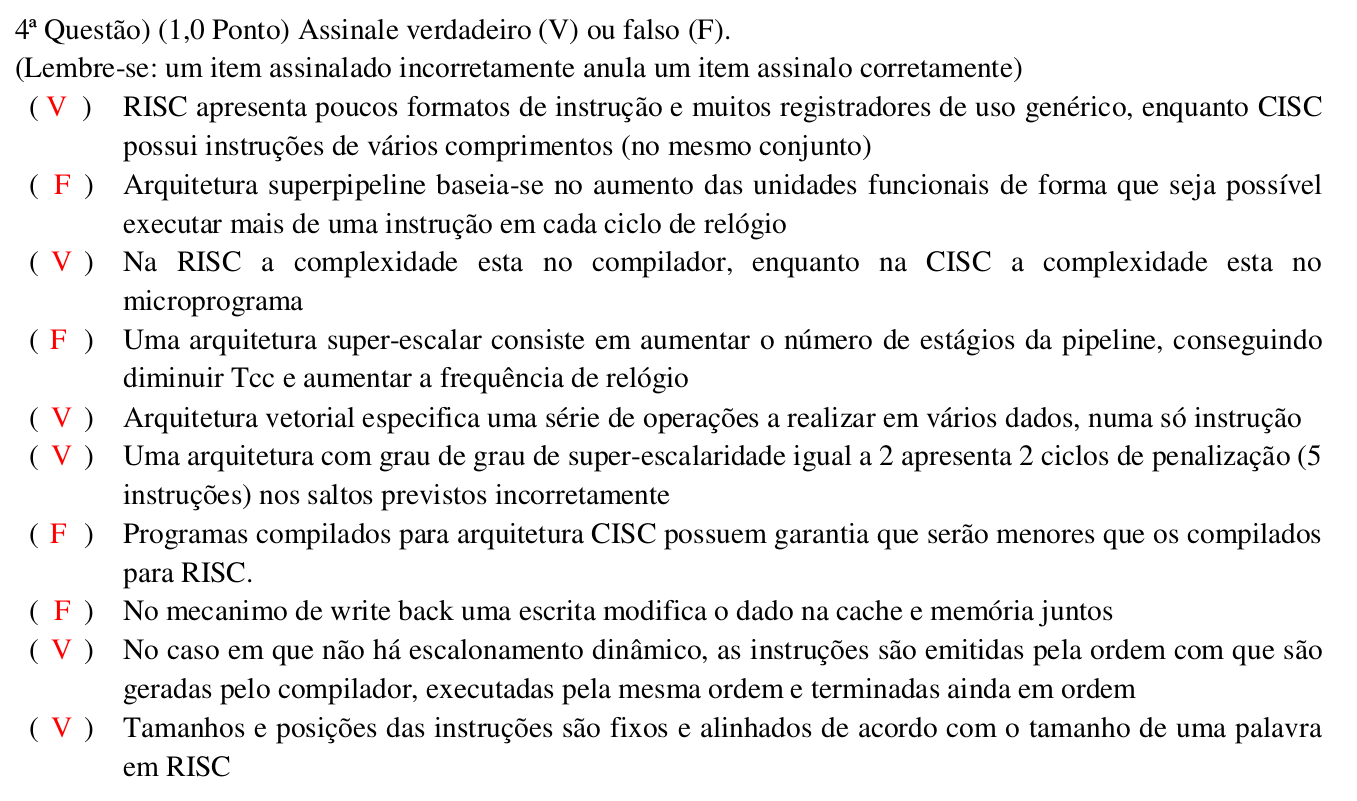 4ª Questão) (1,0 Ponto) Assinale verdadeiro (V) ou falso (F).
(Lembre-se: um item assinalado incorretamente anula um item assinalo corretamente)
( V ) RISC apresenta poucos formatos de instrução e muitos registradores de uso genérico, enquanto CISC
possui instruções de vários comprimentos (no mesmo conjunto)
( F ) Arquitetura superpipeline baseia-se no aumento das unidades funcionais de forma que seja possível
executar mais de uma instrução em cada ciclo de relógio
( V ) Na RISC a complexidade esta no compilador, enquanto na CISC a complexidade esta no
microprograma
( F ) Uma arquitetura super-escalar consiste em aumentar o número de estágios da pipeline, conseguindo
diminuir Tcc e aumentar a frequência de relógio
( V ) Arquitetura vetorial especifica uma série de operações a realizar em vários dados, numa só instrução
( V ) Uma arquitetura com grau de grau de super-escalaridade igual a 2 apresenta 2 ciclos de penalização (5
instruções) nos saltos previstos incorretamente
( F ) Programas compilados para arquitetura CISC possuem garantia que serão menores que os compilados
para RISC.
( F ) No mecanimo de write back uma escrita modifica o dado na cache e memória juntos
( V ) No caso em que não há escalonamento dinâmico, as instruções são emitidas pela ordem com que são
geradas pelo compilador, executadas pela mesma ordem e terminadas ainda em ordem
( V ) Tamanhos e posições das instruções são fixos e alinhados de acordo com o tamanho de uma palavra
em RISC